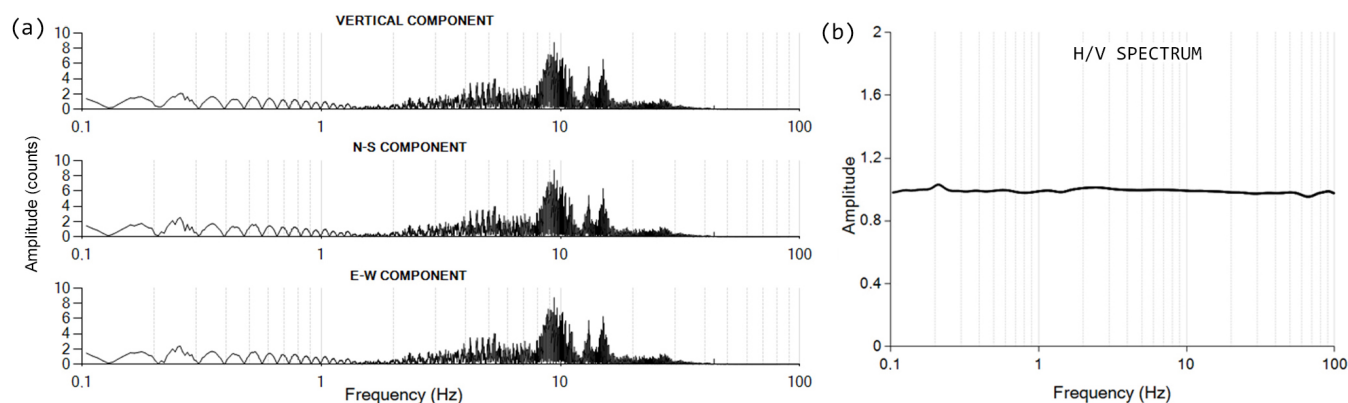 (a)
VERTICAL COMPONENT
10
8
6
4
2
0
0.1 1 10 100
N-S COMPONENT
10
8
6
4
2
0
0.1 1 10 100
E-W COMPONENT
10
8
6
4
2
0
0.1 1 10 100
Amplitude (counts)
Frequency (Hz)
(b)
H/V SPECTRUM
2
1.6
1.2
0.8
0.4
0
0.1 1 10 100
Amplitude
Frequency (Hz)